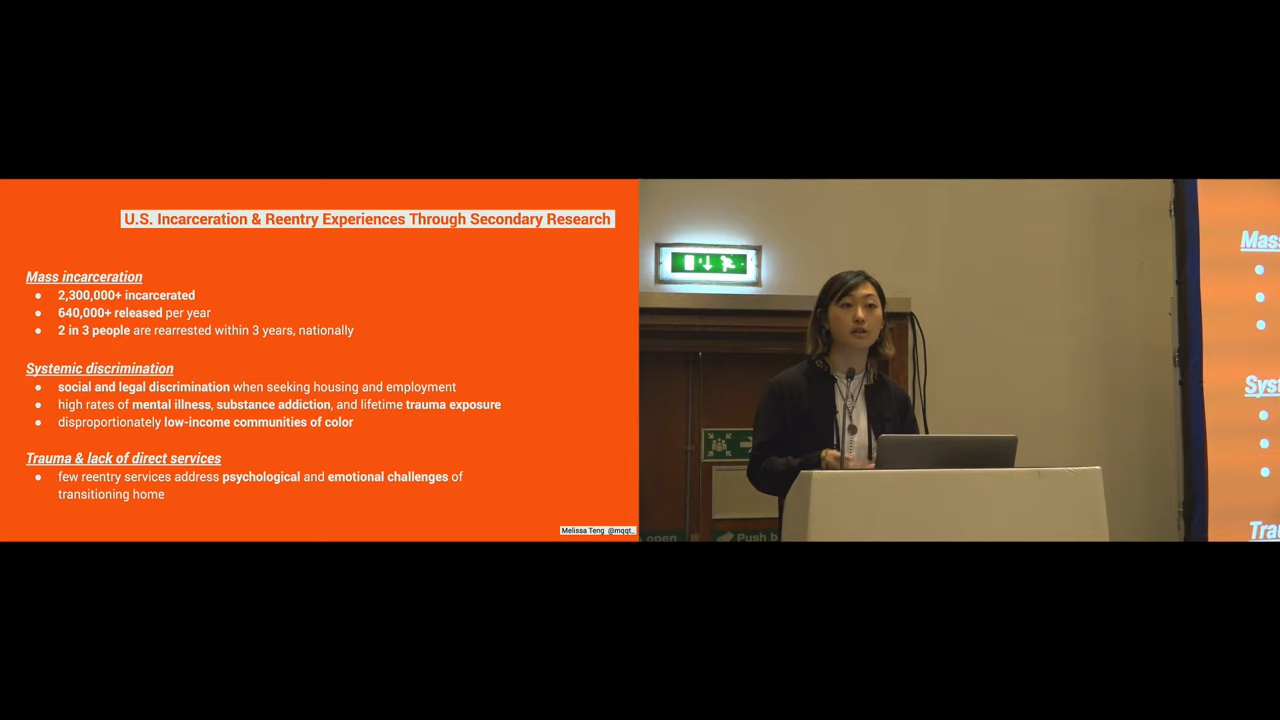 U.S. Incarceration & Reentry Experiences Through Secondary Research
Mass incarceration
● 2,300,000+ incarcerated
● 640,000+ released per year
● 2 in 3 people are rearrested within 3 years, nationally
Systemic discrimination
● social and legal discrimination when seeking housing and employment
● high rates of mental illness, substance addiction, and lifetime trauma exposure
● disproportionately low-income communities of color
Trauma & lack of direct services
● few reentry services address psychological and emotional challenges of
transitioning home
Melissa Teng @mqqt_
open
Push b
Mass
Syst
Trau